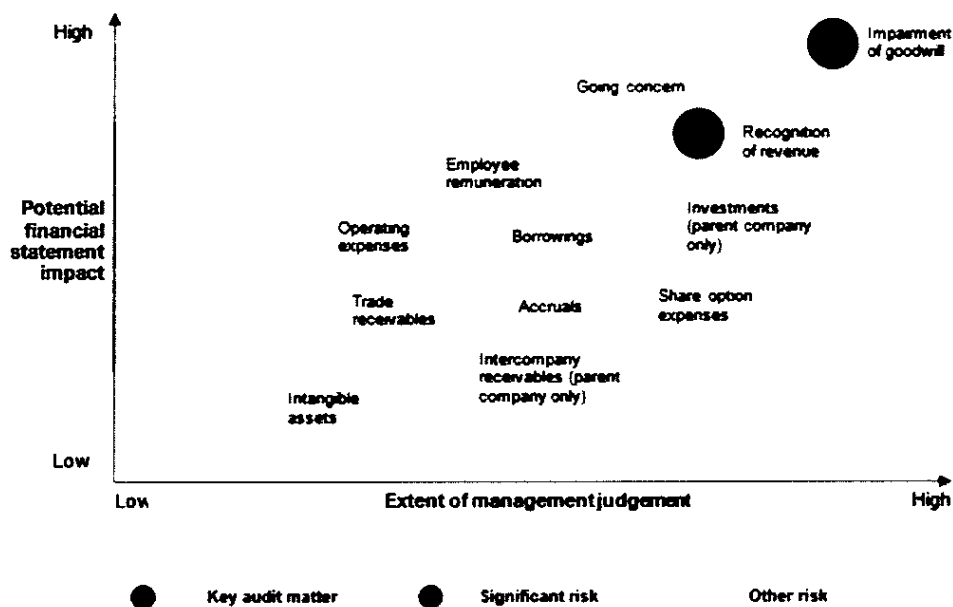 High
Impairment
of goodwill
Going concern
Recognition
of revenue
Employee
remuneration
Potential
financial
statement
impact
Operating
expenses
Borrowings
Investments
(parent company
only)
Trade
receivables
Accruals
Share option
expenses
Intercompany
receivables (parent
company only)
Intangible
assets
Low
Low
Extent of management judgement
High
Key audit matter
Significant risk
Other risk